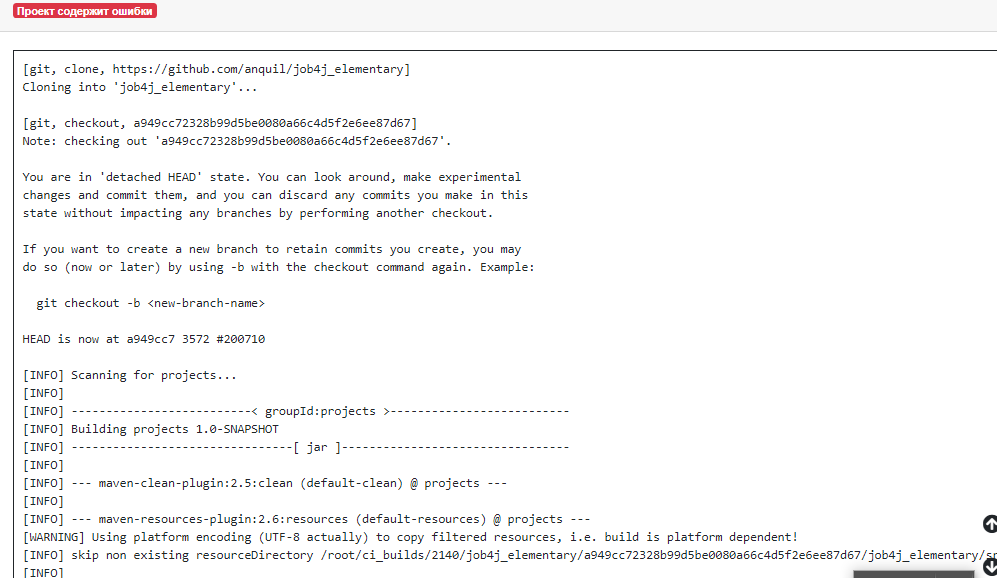 Проект содержит ошибки
[git, clone, https://github.com/anquil/job4j_elementary]
Cloning into 'job4j_elementary'...
[git, checkout, a949cc72328b99d5be0080a66c4d5f2e6ee87d67]
Note: checking out 'a949cc72328b99d5be0080a66c4d5f2e6ee87d67'.
You are in 'detached HEAD' state. You can look around, make experimental
changes and commit them, and you can discard any commits you make in this
state without impacting any branches by performing another checkout.
If you want to create a new branch to retain commits you create, you may
do so (now or later) by using -b with the checkout command again. Example:
git checkout -b <new-branch-name>
HEAD is now at a949cc7 3572 #200710
[INFO] Scanning for projects...
[INFO]
[INFO] --------------------------< groupId:projects >--------------------------
[INFO] Building projects 1.0-SNAPSHOT
[INFO] --------------------------------[ jar ]---------------------------------
[INFO]
[INFO] --- maven-clean-plugin:2.5:clean (default-clean) @ projects ---
[INFO]
[INFO] --- maven-resources-plugin:2.6:resources (default-resources) @ projects ---
[WARNING] Using platform encoding (UTF-8 actually) to copy filtered resources, i.e. build is platform dependent!
[INFO] skip non existing resourceDirectory /root/ci_builds/2140/job4j_elementary/a949cc72328b99d5be0080a66c4d5f2e6ee87d67/job4j_elementary/
[INFO]